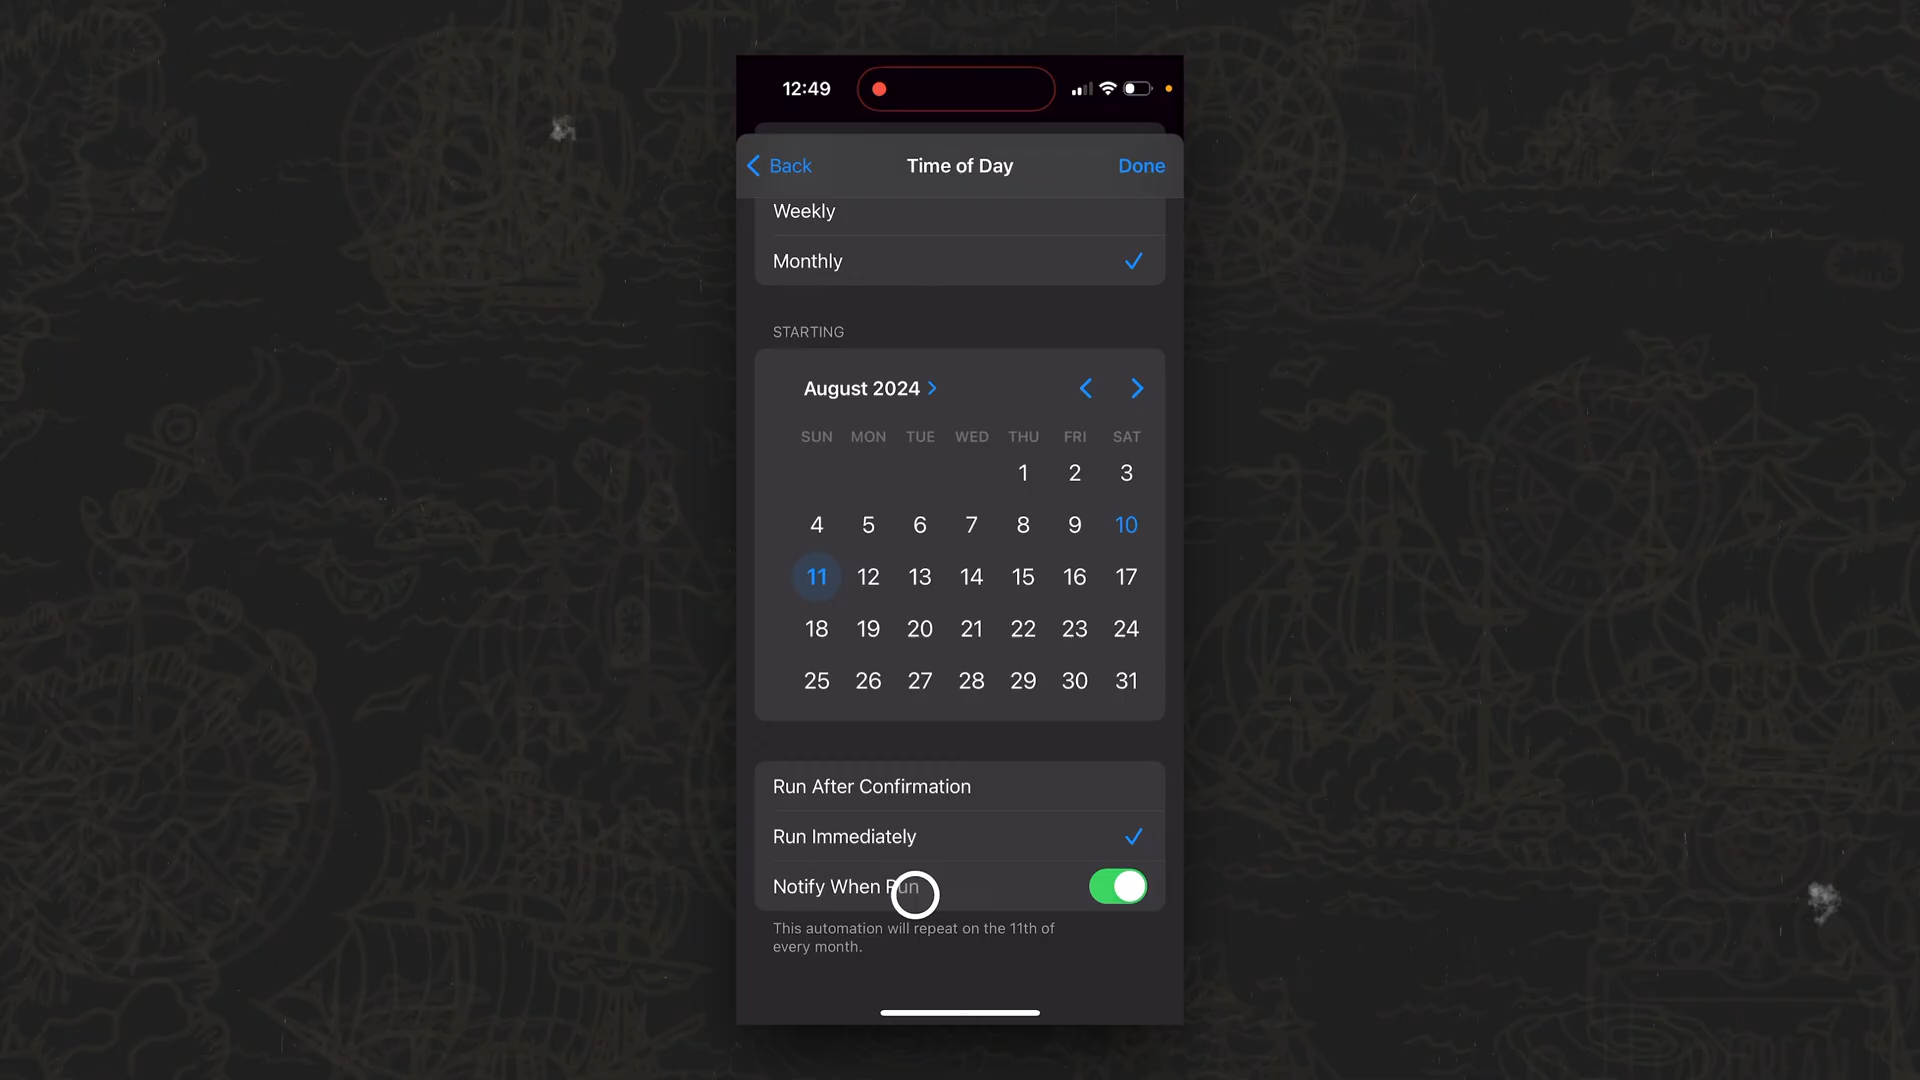 12:49
Back Time of Day Done
Weekly
Monthly
STARTING
August 2024
SUN MON TUE WED THU FRI SAT
1 2 3
4 5 6 7 8 9 10
11 12 13 14 15 16 17
18 19 20 21 22 23 24
25 26 27 28 29 30 31
Run After Confirmation
Run Immediately
Notify When Run
This automation will repeat on the 11th of
every month.